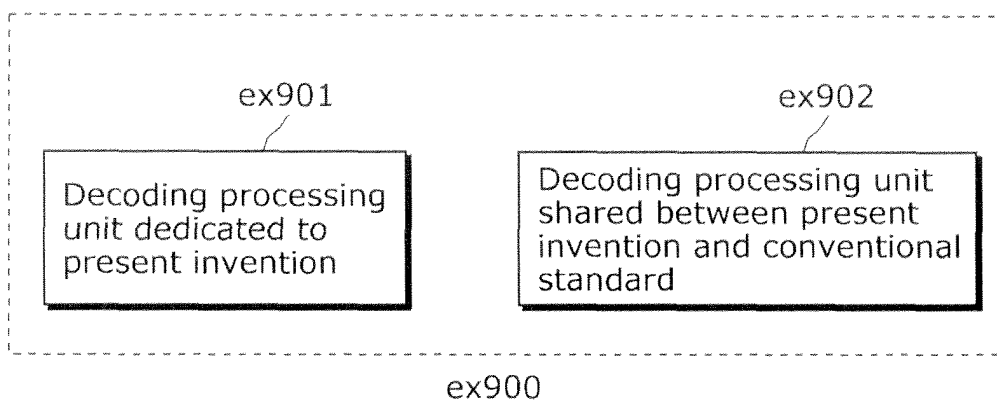 ex901
ex902
Decoding processing
unit dedicated to
present invention
Decoding processing unit
shared between present
invention and conventional
standard
ex900